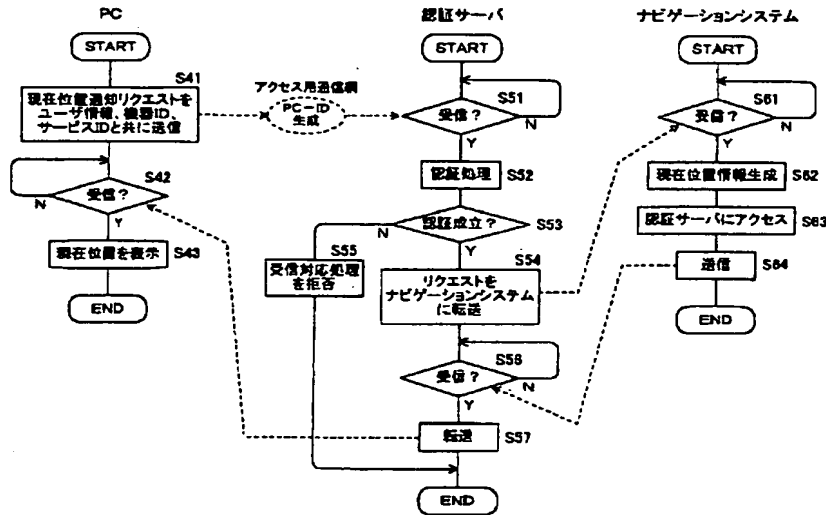 PC
START
S41
現在位置通知リクエストを
ユーザ情報、機器ID、
サービスIDと共に送信
S42
受信？
N
Y
現在位置を表示
S43
END
アクセス用通信網
PC-ID
生成
認証サーバ
START
S51
受信？
N
Y
認証処理
S52
認証成立？
S53
N
Y
S55
受信対応処理
を拒否
S54
リクエストを
ナビゲーションシステム
に転送
S56
受信？
N
Y
転送
S57
END
ナビゲーションシステム
START
S61
受信？
N
Y
現在位置情報生成
S62
認証サーバにアクセス
S63
送信
S64
END